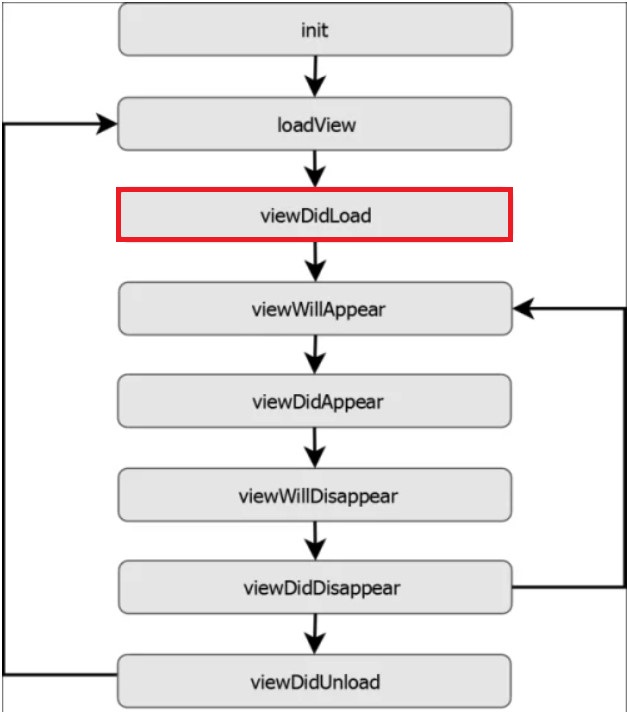 init
loadView
viewDidLoad
viewWillAppear
viewDidAppear
viewWillDisappear
viewDidDisappear
viewDidUnload